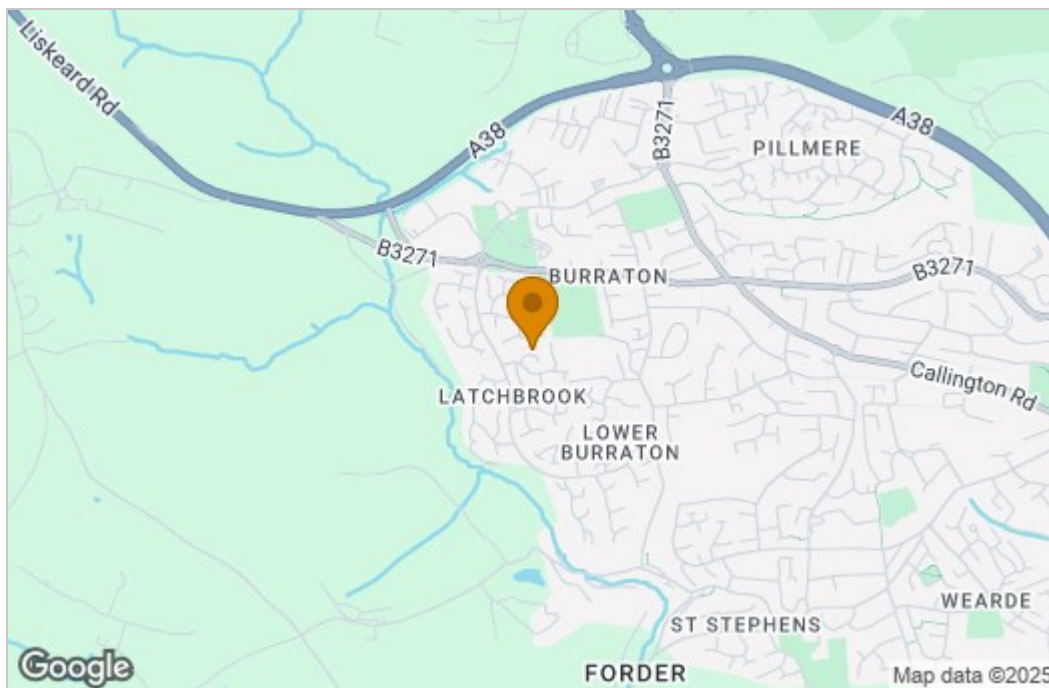 Liskeard Rd
A38
B3271
PILLMERE
A38
B3271
BURRATON
B3271
Callington Rd
LATCHBROOK
LOWER
BURRATON
WEARDE
ST STEPHENS
FORDER
Google
Map data ©2025